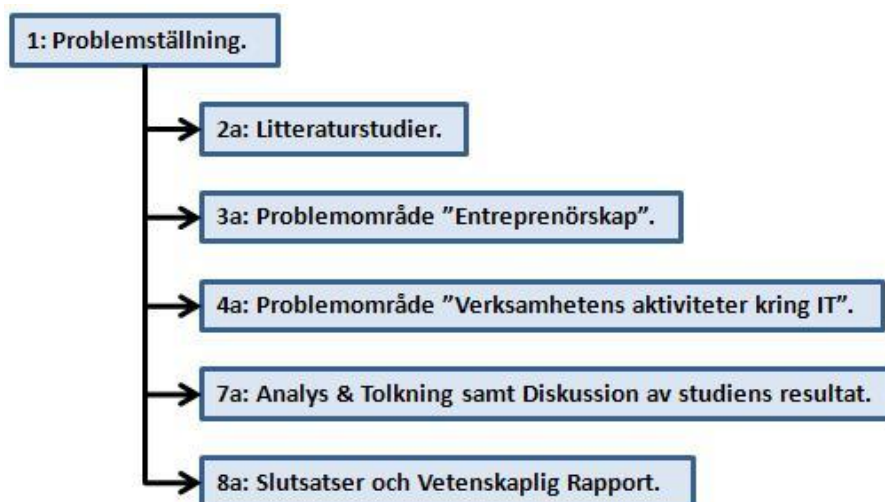 1: Problemställning.
2a: Litteraturstudier.
3a: Problemområde ”Entreprenörskap”.
4a: Problemområde ”Verksamhetens aktiviteter kring IT”.
7a: Analys & Tolkning samt Diskussion av studiens resultat.
8a: Slutsatser och Vetenskaplig Rapport.